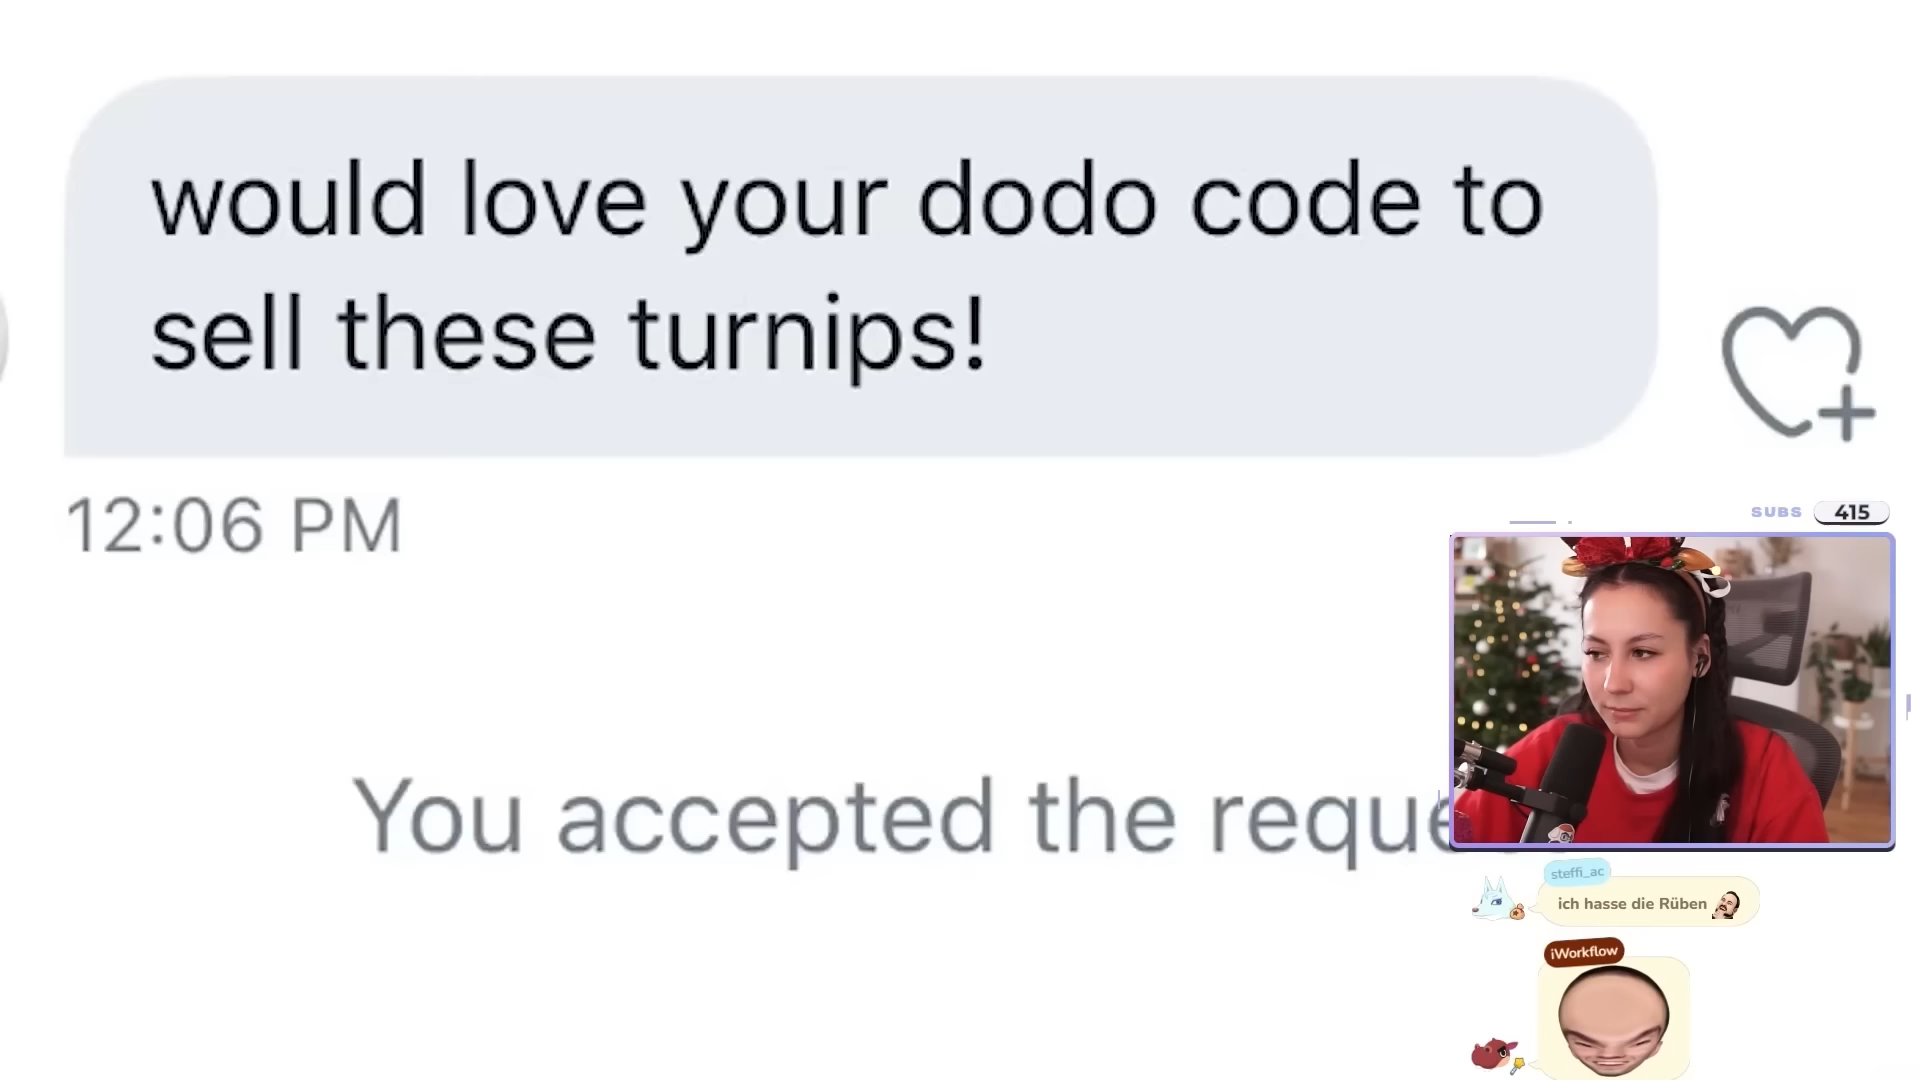 would love your dodo code to
sell these turnips!
12:06 PM
SUBS 415
You accepted the reque
steffi_ac
ich hasse die Rüben
iWorkflow